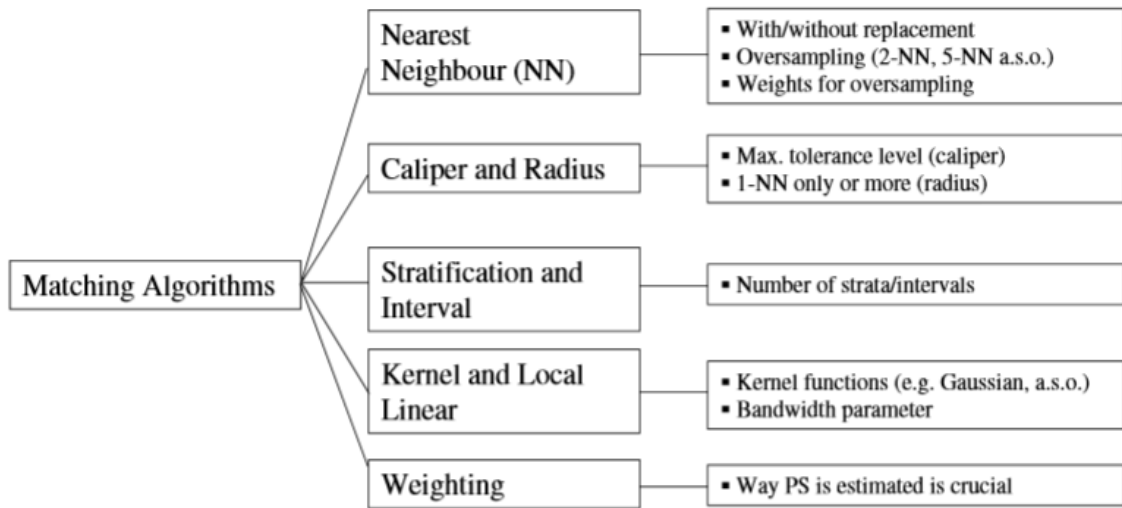 Matching Algorithms
Nearest
Neighbour (NN)
▪ With/without replacement
▪ Oversampling (2-NN, 5-NN a.s.o.)
▪ Weights for oversampling
Caliper and Radius
▪ Max. tolerance level (caliper)
▪ 1-NN only or more (radius)
Stratification and
Interval
▪ Number of strata/intervals
Kernel and Local
Linear
▪ Kernel functions (e.g. Gaussian, a.s.o.)
▪ Bandwidth parameter
Weighting
▪ Way PS is estimated is crucial